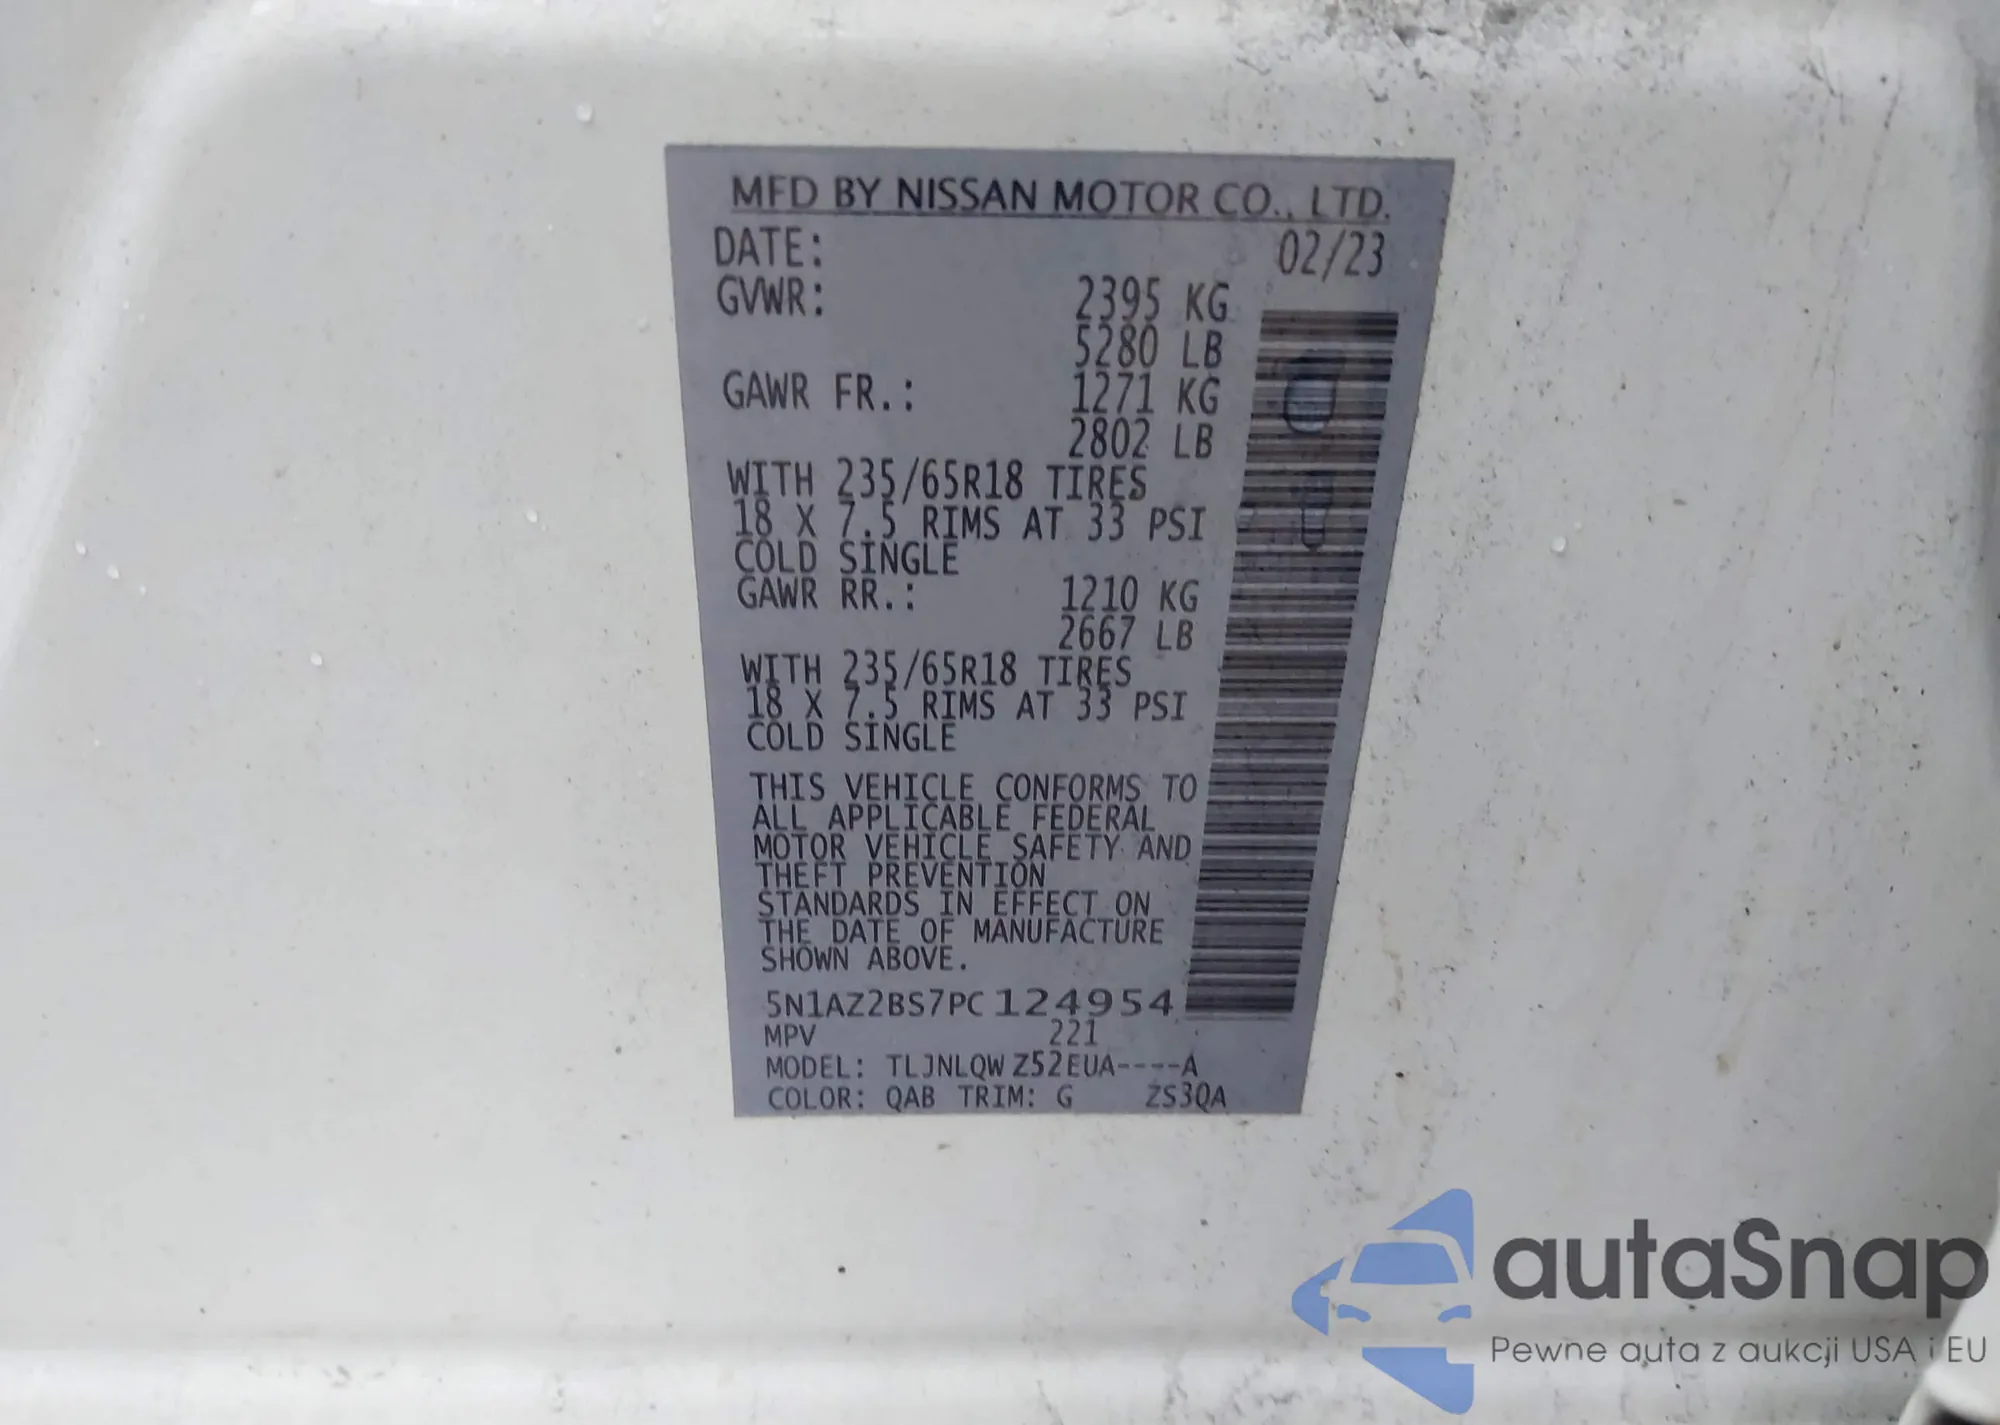 MFD BY NISSAN MOTOR CO., LTD.
DATE: 02/23
GVWR: 2395 KG
5280 LB
GAWR FR.: 1271 KG
2802 LB
WITH 235/65R18 TIRES
18 X 7.5 RIMS AT 33 PSI
COLD SINGLE
GAWR RR.: 1210 KG
2667 LB
WITH 235/65R18 TIRES
18 X 7.5 RIMS AT 33 PSI
COLD SINGLE
THIS VEHICLE CONFORMS TO
ALL APPLICABLE FEDERAL
MOTOR VEHICLE SAFETY AND
THEFT PREVENTION
STANDARDS IN EFFECT ON
THE DATE OF MANUFACTURE
SHOWN ABOVE.
5N1AZ2BS7PC124954
MPV 221
MODEL: TLJNLQW Z52EUA----A
COLOR: QAB TRIM: G ZS3QA
autaSnap
Pewne auta z aukcji USA i EU